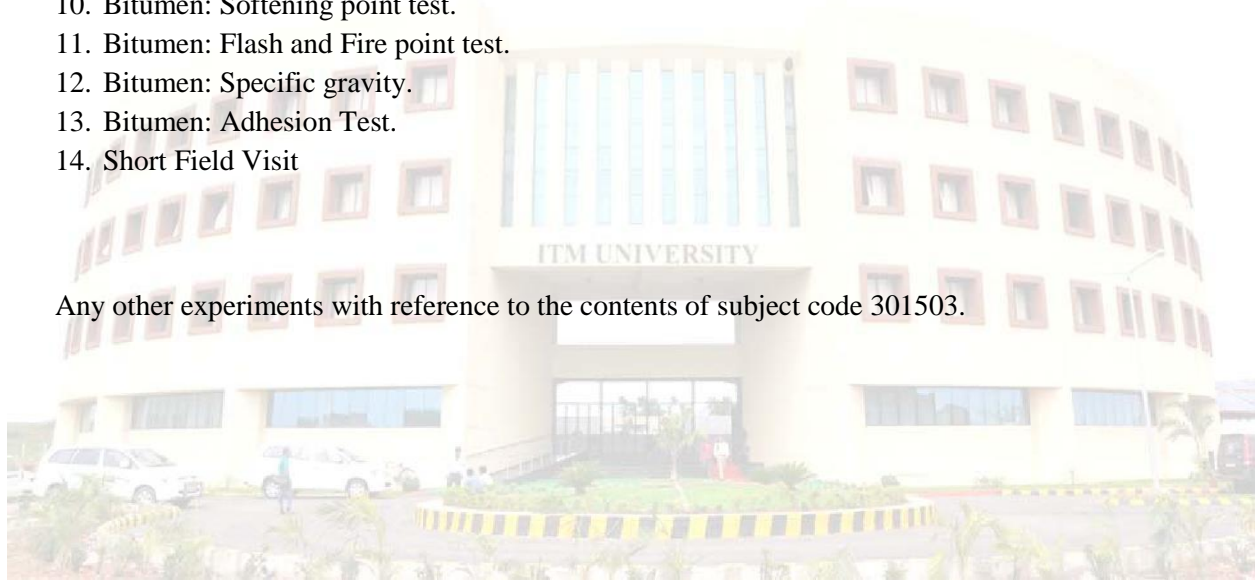 10. Bitumen: Softening point test.
11. Bitumen: Flash and Fire point test.
12. Bitumen: Specific gravity.
13. Bitumen: Adhesion Test.
14. Short Field Visit
ITM UNIVERSITY
Any other experiments with reference to the contents of subject code 301503.